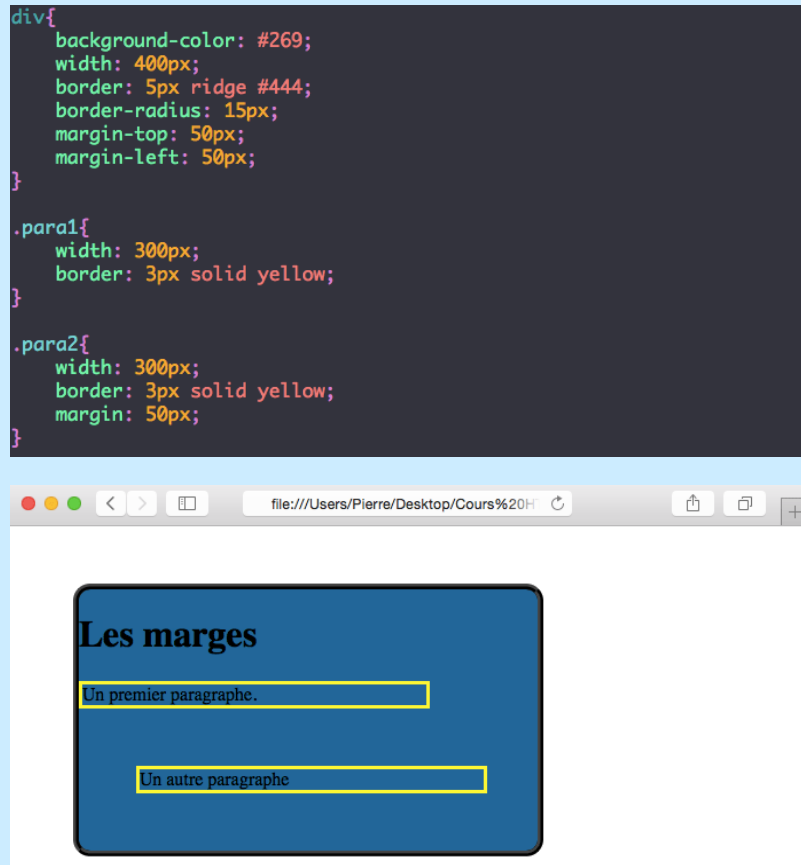 div{
    background-color: #269;
    width: 400px;
    border: 5px ridge #444;
    border-radius: 15px;
    margin-top: 50px;
    margin-left: 50px;
}
.para1{
    width: 300px;
    border: 3px solid yellow;
}
.para2{
    width: 300px;
    border: 3px solid yellow;
    margin: 50px;
}
file:///Users/Pierre/Desktop/Cours%20H
Les marges
Un premier paragraphe.
Un autre paragraphe